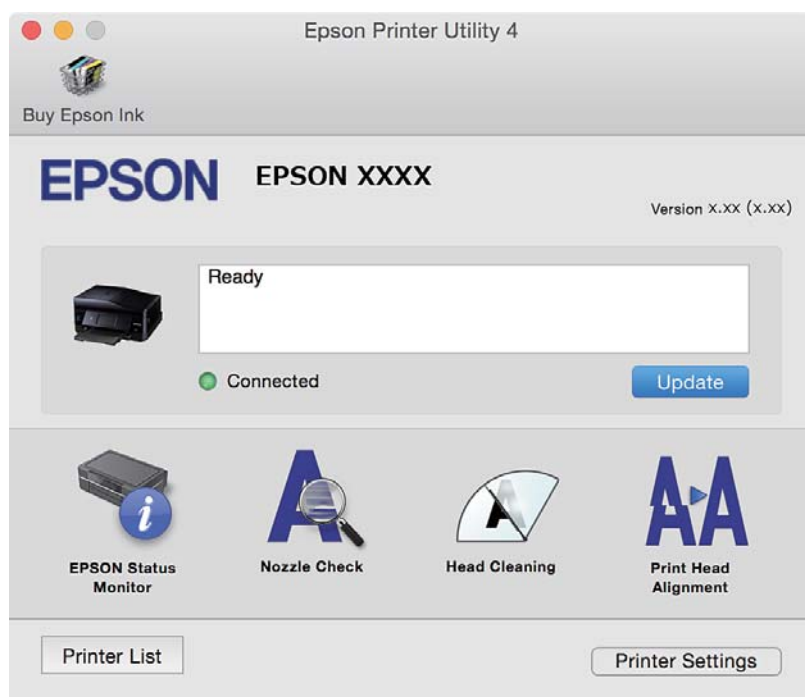 Epson Printer Utility 4
Buy Epson Ink
EPSON
EPSON XXXX
Version x.xx (x.xx)
Ready
Connected
Update
EPSON Status
Monitor
Nozzle Check
Head Cleaning
Print Head
Alignment
Printer List
Printer Settings